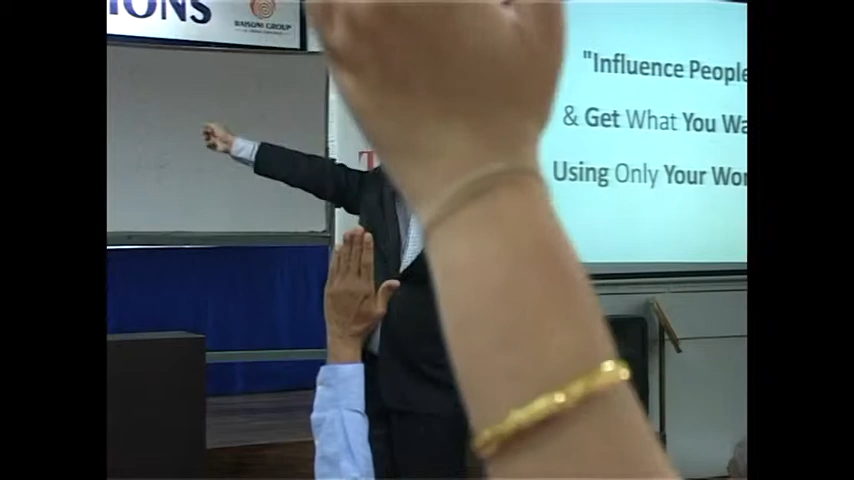 IONS
RAISONI GROUP
"Influence People
& Get What You Wa
Using Only Your Wor
T